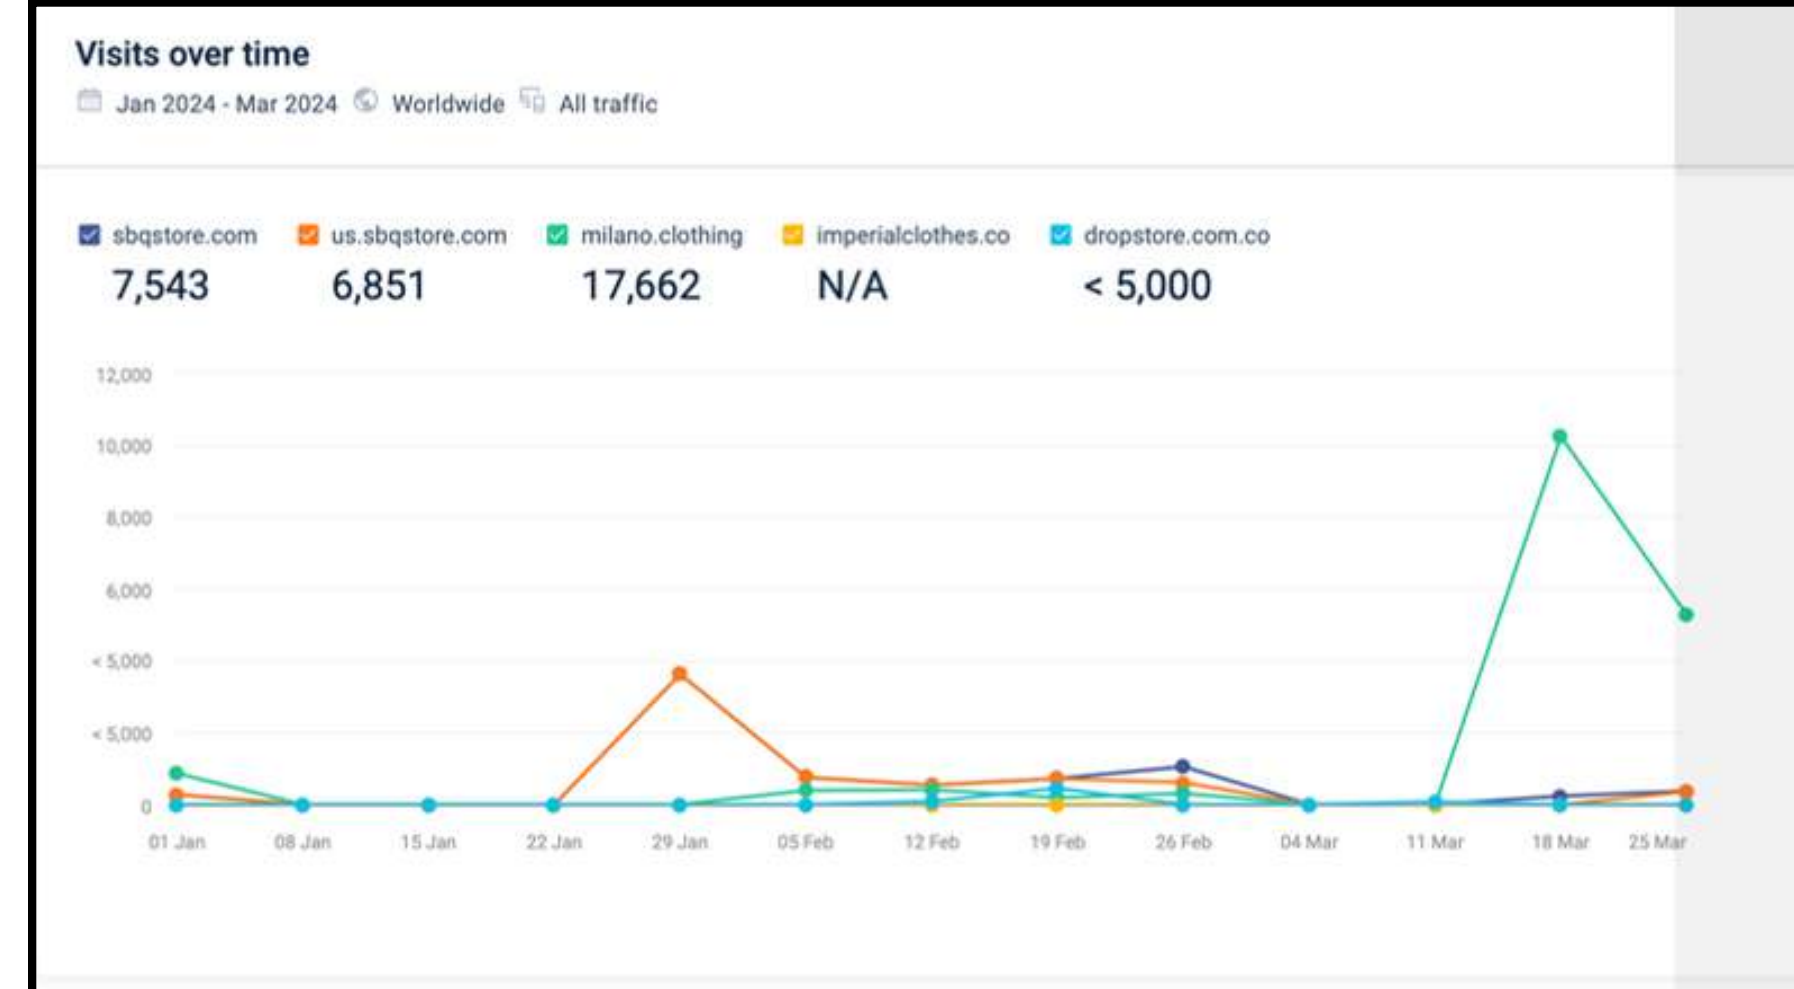 Visits over time
Jan 2024 - Mar 2024 Worldwide All traffic
sbqstore.com us.sbqstore.com milano.clothing imperialclothes.co dropstore.com.co
7,543 6,851 17,662 N/A < 5,000
12,000
10,000
8,000
6,000
< 5,000
< 5,000
0
01 Jan 08 Jan 15 Jan 22 Jan 29 Jan 05 Feb 12 Feb 19 Feb 26 Feb 04 Mar 11 Mar 18 Mar 25 Mar